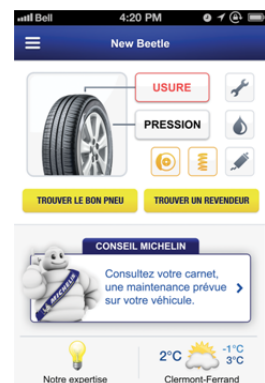 Bell 4:20 PM
New Beetle
USURE
PRESSION
TROUVER LE BON PNEU
TROUVER UN REVENDEUR
CONSEIL MICHELIN
Consultez votre carnet,
une maintenance prévue
sur votre véhicule.
MICHELIN
2°C
-1°C
3°C
Notre expertise
Clermont-Ferrand